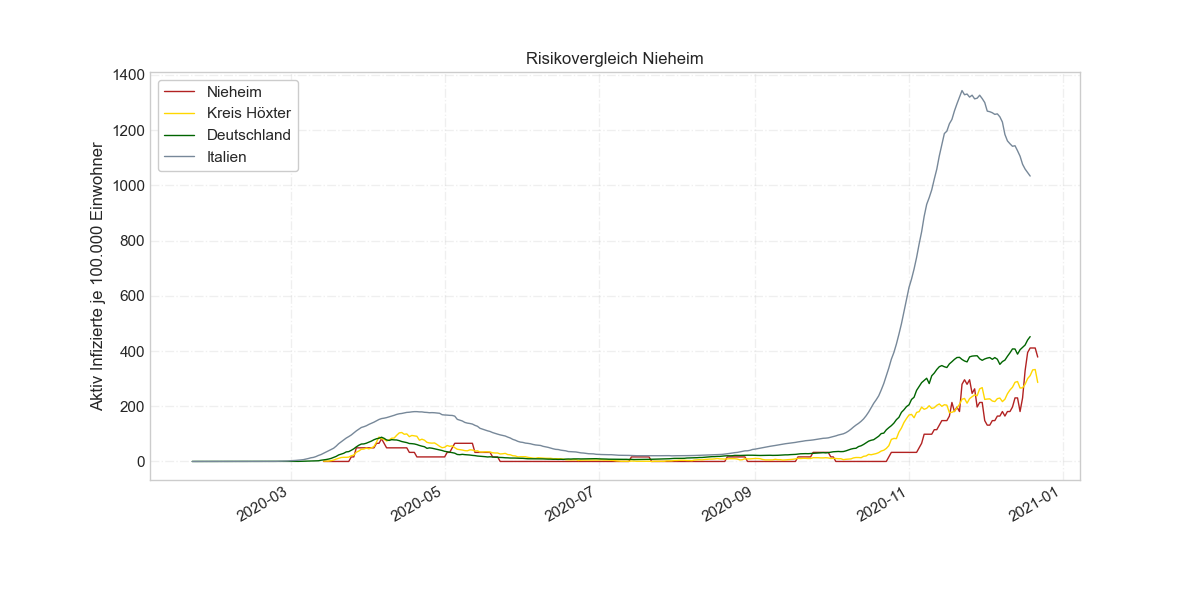 Risikovergleich Nieheim
Aktiv Infizierte je 100.000 Einwohner
1400
1200
1000
800
600
400
200
0
Nieheim
Kreis Höxter
Deutschland
Italien
2020-03
2020-05
2020-07
2020-09
2020-11
2021-01